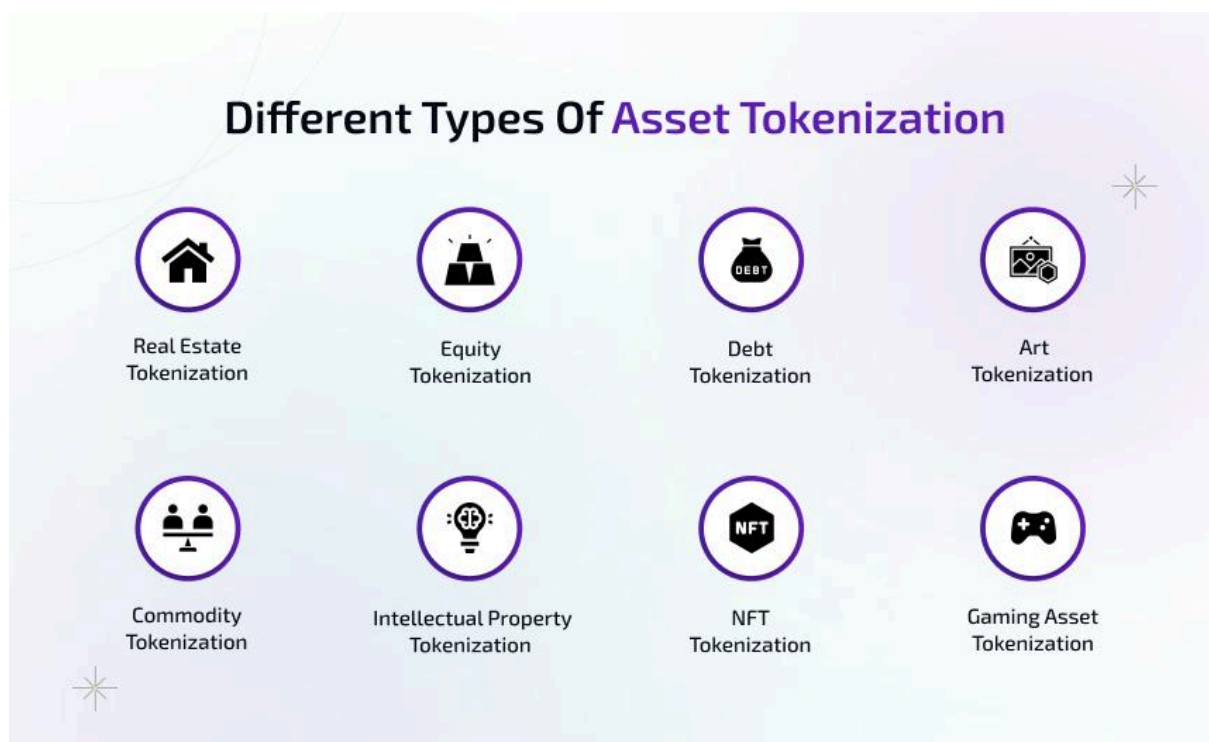 Different Types Of Asset Tokenization
DEBT
Real Estate
Tokenization
Equity
Tokenization
Debt
Tokenization
Art
Tokenization
NFT
Commodity
Tokenization
Intellectual Property
Tokenization
NFT
Tokenization
Gaming Asset
Tokenization